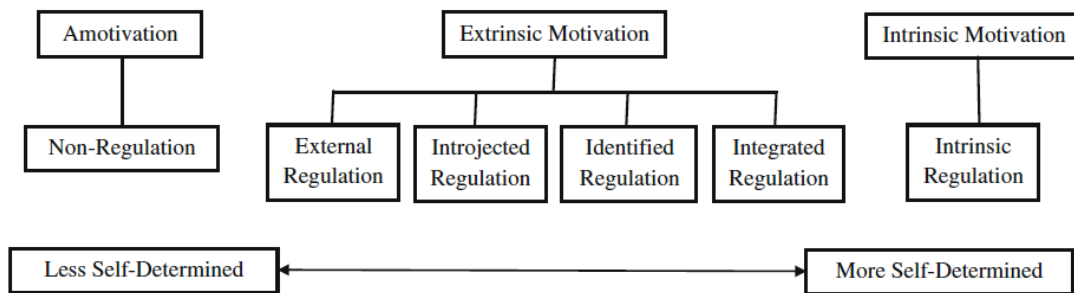 Amotivation
Extrinsic Motivation
Intrinsic Motivation
Non-Regulation
External
Regulation
Introjected
Regulation
Identified
Regulation
Integrated
Regulation
Intrinsic
Regulation
Less Self-Determined
More Self-Determined